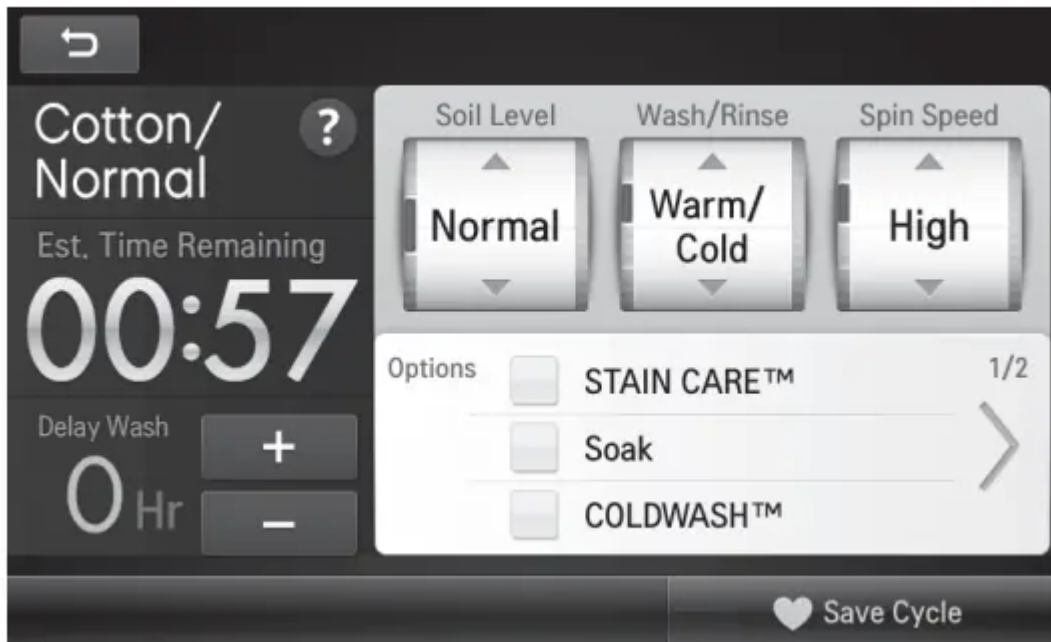 Cotton/
Normal
?
Est. Time Remaining
00:57
Delay Wash
0 Hr
+
−
Soil Level
Normal
Wash/Rinse
Warm/
Cold
Spin Speed
High
Options
1/2
STAIN CARE™
Soak
COLDWASH™
Save Cycle